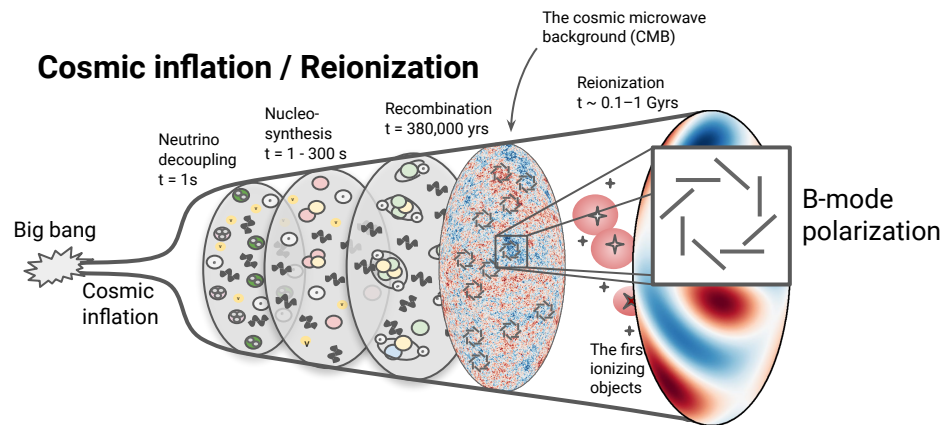 The cosmic microwave
background (CMB)
Cosmic inflation / Reionization
Reionization
t ~ 0.1–1 Gyrs
Recombination
t = 380,000 yrs
Nucleo-
synthesis
t = 1 - 300 s
Neutrino
decoupling
t = 1s
Big bang
Cosmic
inflation
B-mode
polarization
The firs
ionizing
objects